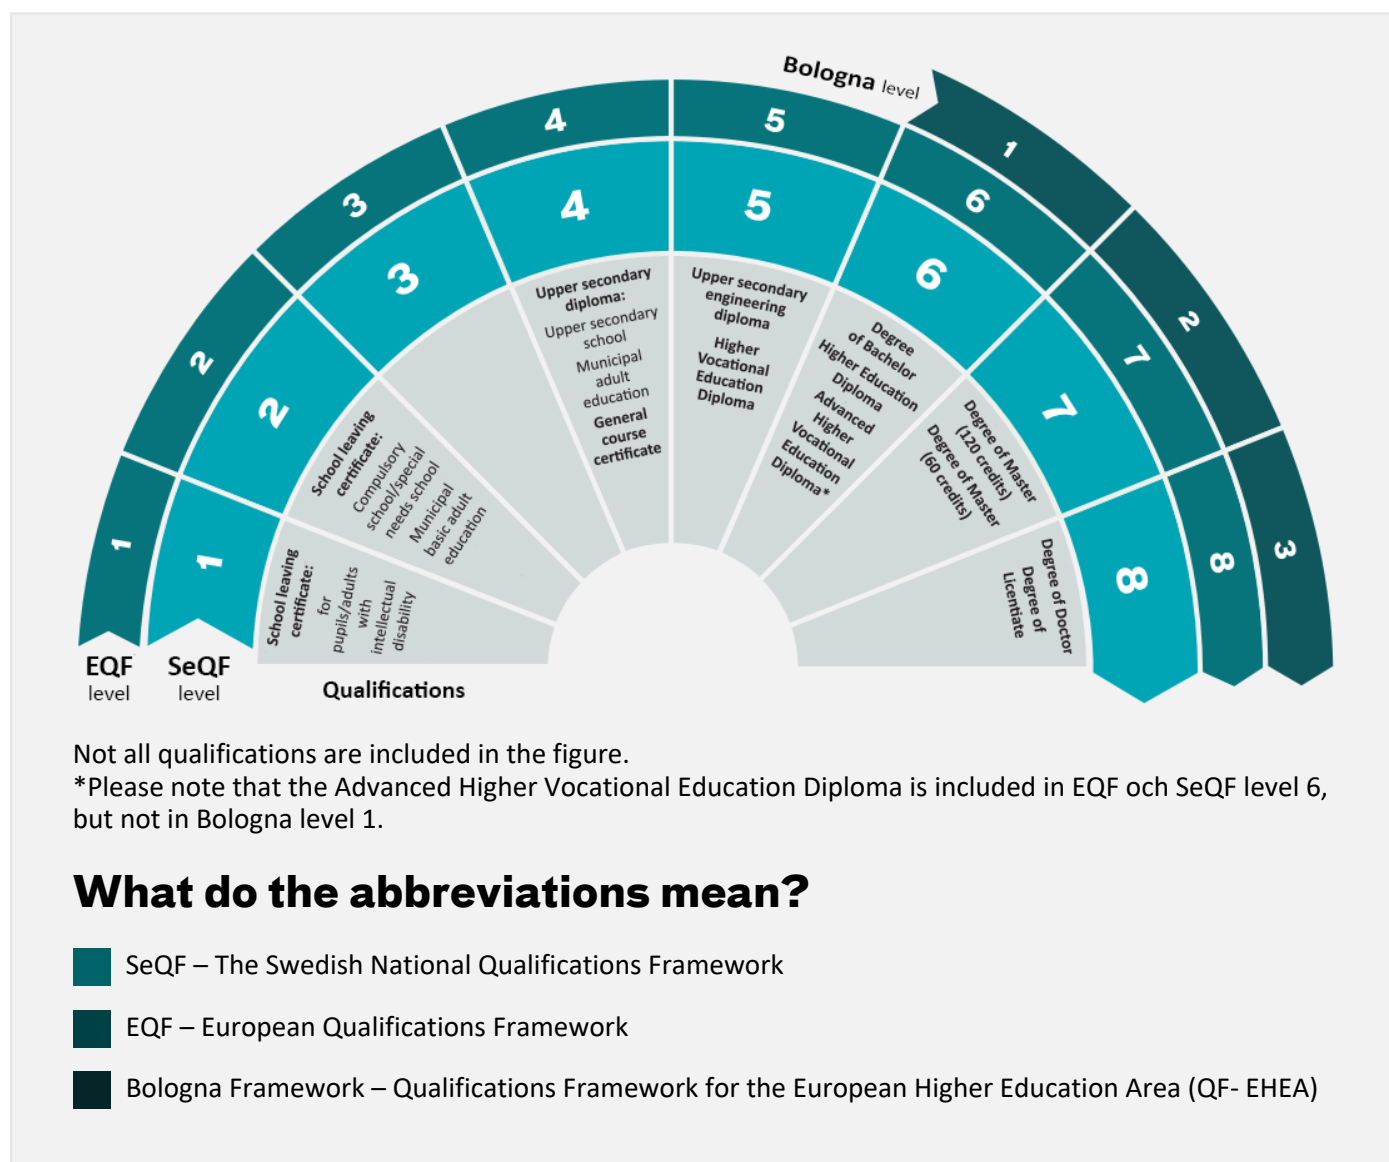 Bologna level
1
2
3
4
5
6
7
8
1
2
3
1
2
3
4
5
6
7
8
School leaving
certificate:
for
pupils/adults
with
intellectual
disability
School leaving
certificate:
Compulsory
school/special
needs school
Municipal
basic adult
education
Upper secondary
diploma:
Upper secondary
school
Municipal
adult
education
General
course
certificate
Upper secondary
engineering
diploma
Higher
Vocational
Education
Diploma
Degree
of Bachelor
Higher Education
Diploma
Advanced
Higher
Vocational
Education
Diploma*
Degree of Master
(120 credits)
Degree of Master
(60 credits)
Degree of Doctor
Degree of
Licentiate
EQF
level
SeQF
level
Qualifications
Not all qualifications are included in the figure.
*Please note that the Advanced Higher Vocational Education Diploma is included in EQF och SeQF level 6,
but not in Bologna level 1.
What do the abbreviations mean?
SeQF – The Swedish National Qualifications Framework
EQF – European Qualifications Framework
Bologna Framework – Qualifications Framework for the European Higher Education Area (QF- EHEA)